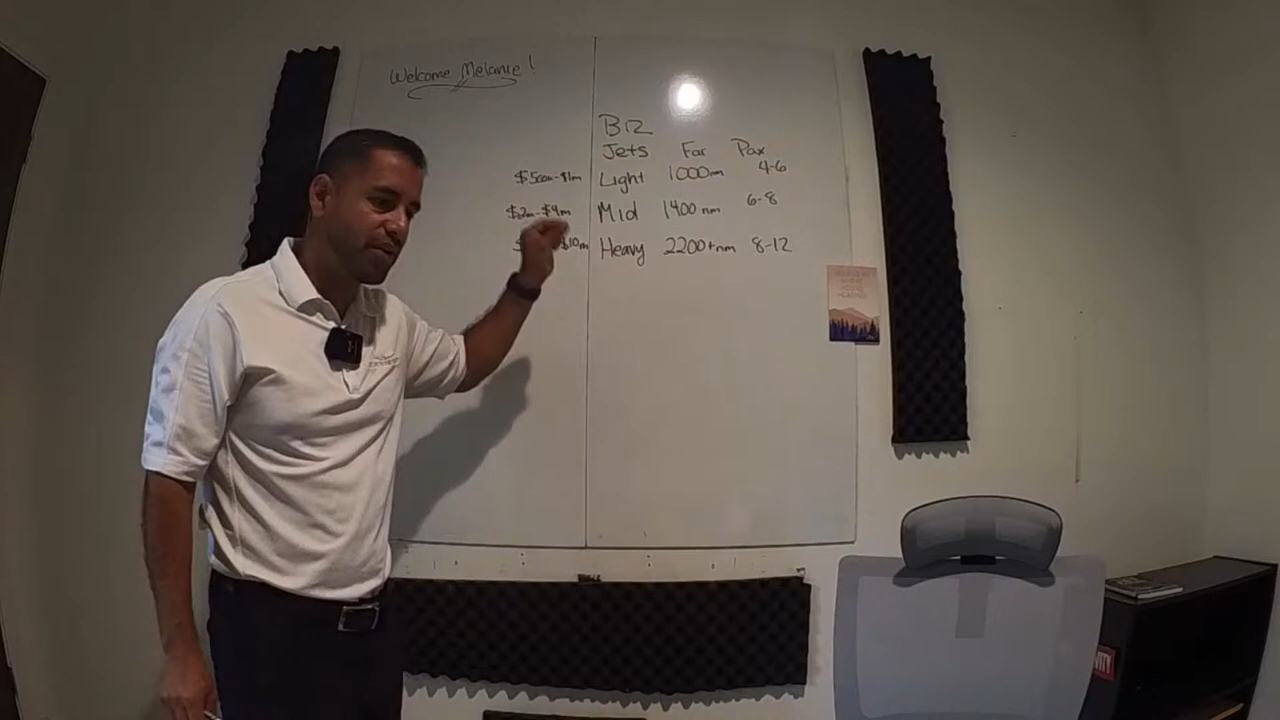 Welcome Melanie!
Biz
Jets Far Pax
$500k-$1m Light 1000nm 4-6
$2m-$4m Mid 1400 nm 6-8
$10m Heavy 2200+nm 8-12